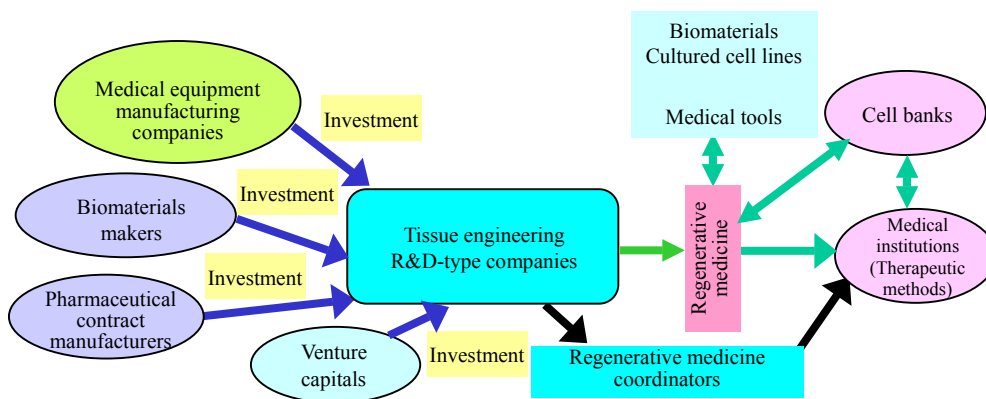 Medical equipment
manufacturing
companies
Investment
Biomaterials
Cultured cell lines
Medical tools
Cell banks
Investment
Biomaterials
makers
Tissue engineering
R&D-type companies
Regenerative
medicine
Medical
institutions
(Therapeutic
methods)
Investment
Pharmaceutical
contract
manufacturers
Venture
capitals
Investment
Regenerative medicine
coordinators